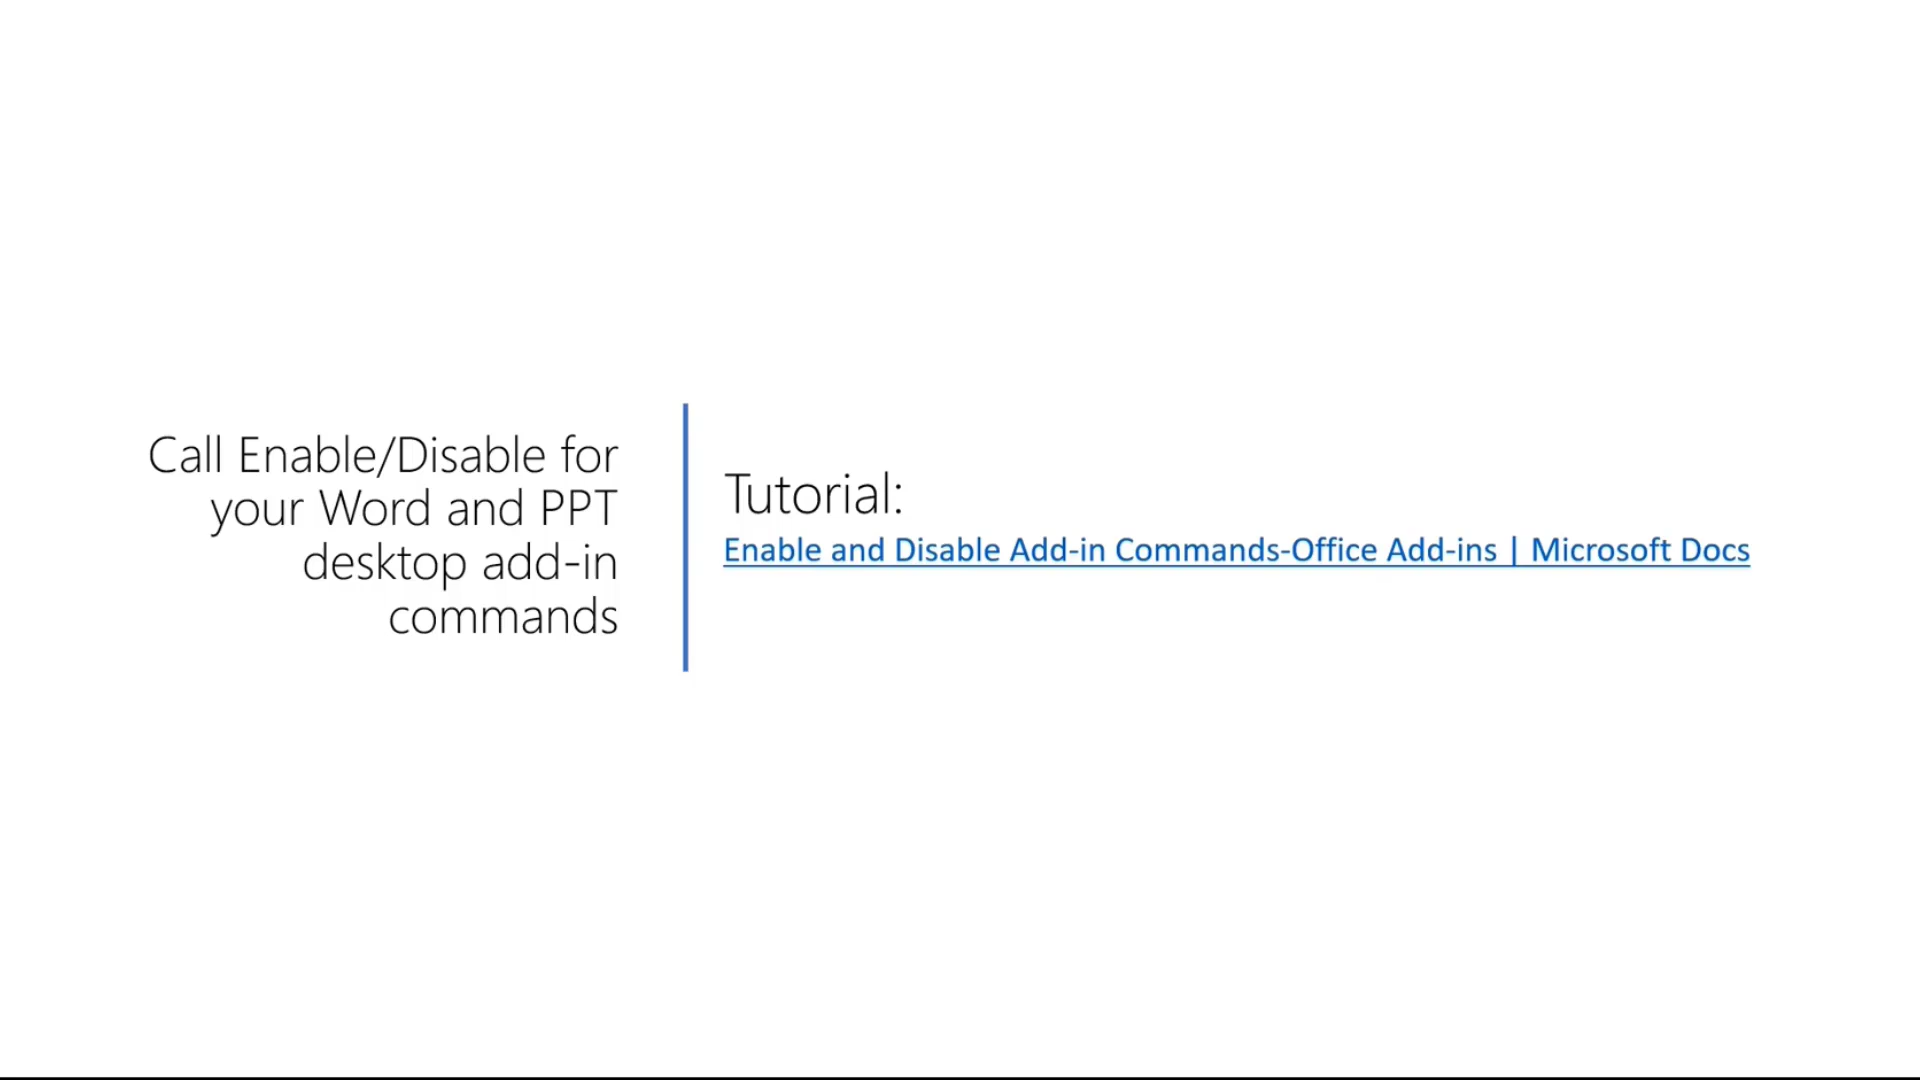 Call Enable/Disable for
your Word and PPT
desktop add-in
commands
Tutorial:
Enable and Disable Add-in Commands-Office Add-ins | Microsoft Docs